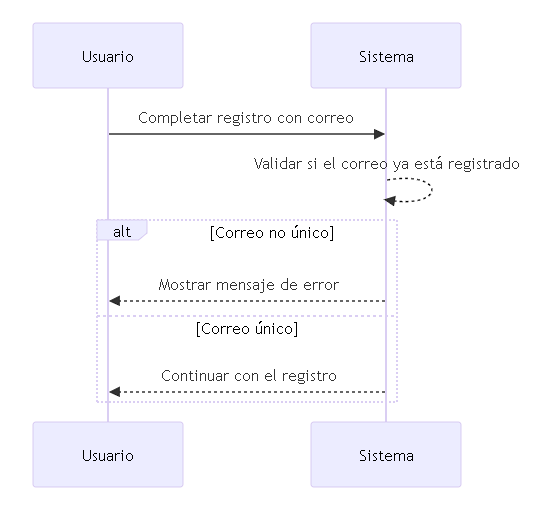 Usuario
Sistema
Completar registro con correo
Validar si el correo ya está registrado
alt
[Correo no único]
Mostrar mensaje de error
[Correo único]
Continuar con el registro
Usuario
Sistema